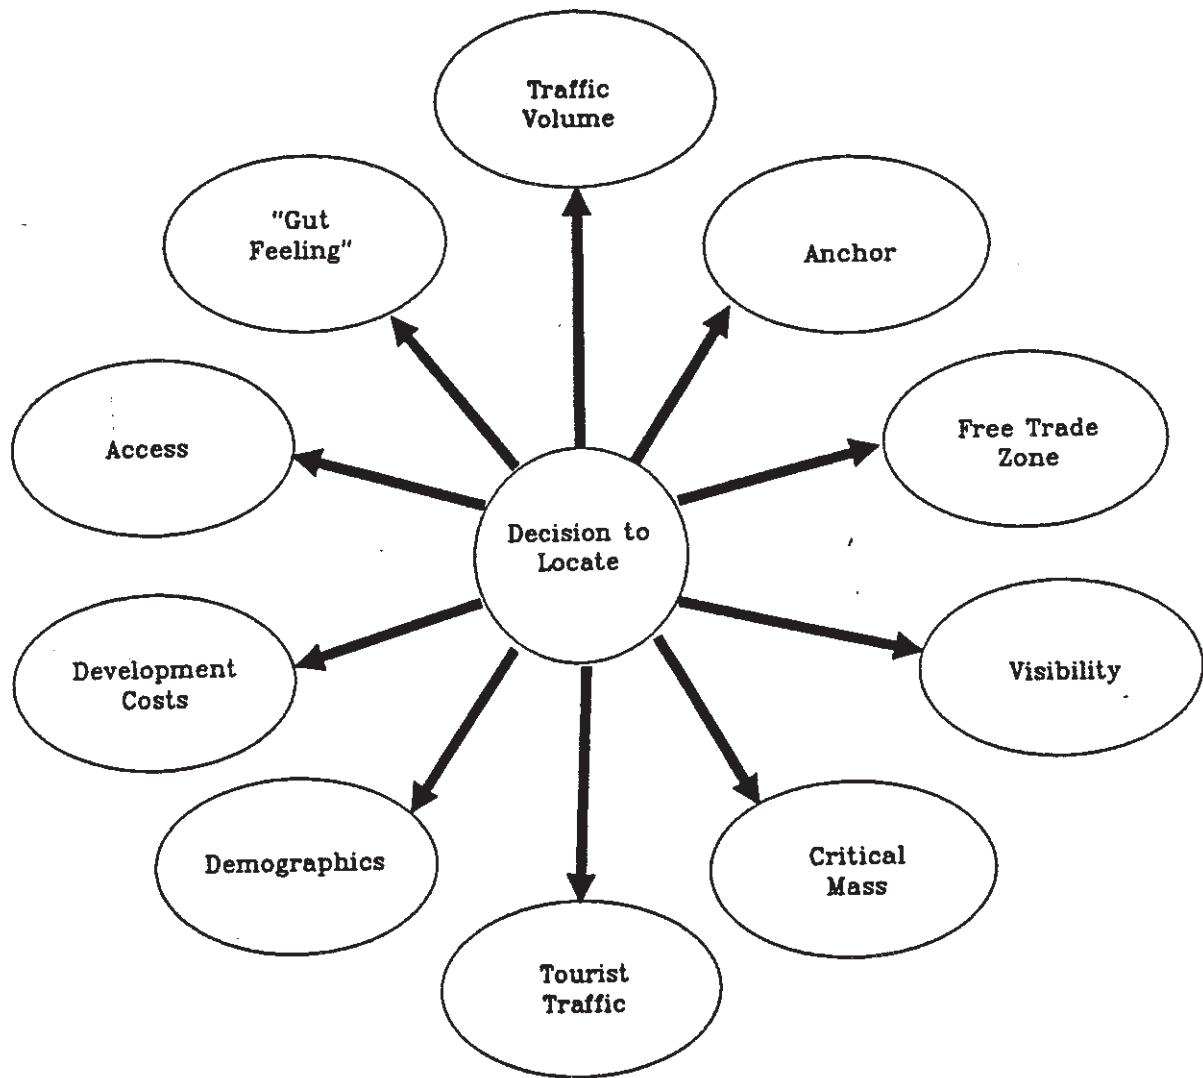 Traffic
Volume
"Gut
Feeling"
Anchor
Access
Free Trade
Zone
Decision to
Locate
Development
Costs
Visibility
Demographics
Critical
Mass
Tourist
Traffic